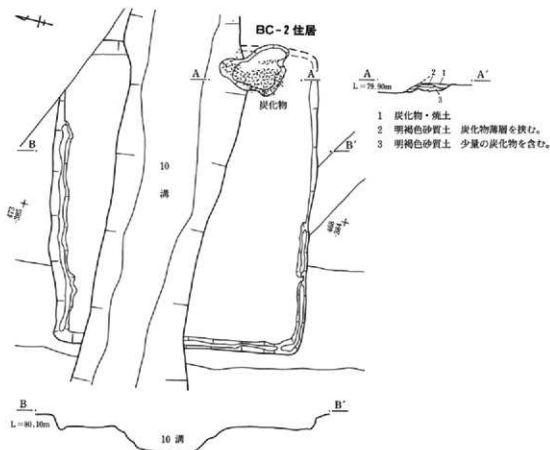 BC-2 住居
A
A'
炭化物
A
A'
L=79.90m
2
1
3
1 炭化物・焼土
2 明褐色砂質土 炭化物薄層を挟む。
3 明褐色砂質土 少量の炭化物を含む。
B
B'
10
溝
B
B'
L=80.10m
10 溝